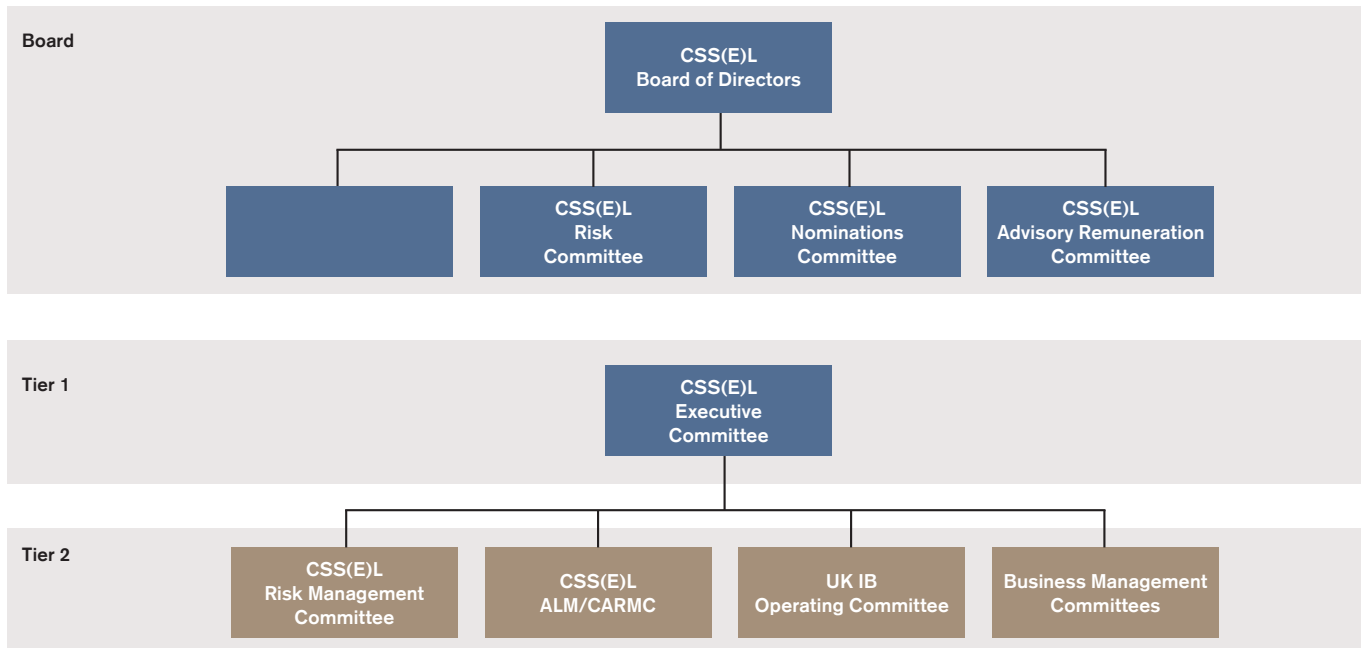 Board
CSS(E)L
Board of Directors
CSS(E)L
Risk
Committee
CSS(E)L
Nominations
Committee
CSS(E)L
Advisory Remuneration
Committee
Tier 1
CSS(E)L
Executive
Committee
Tier 2
CSS(E)L
Risk Management
Committee
CSS(E)L
ALM/CARMC
UK IB
Operating Committee
Business Management
Committees